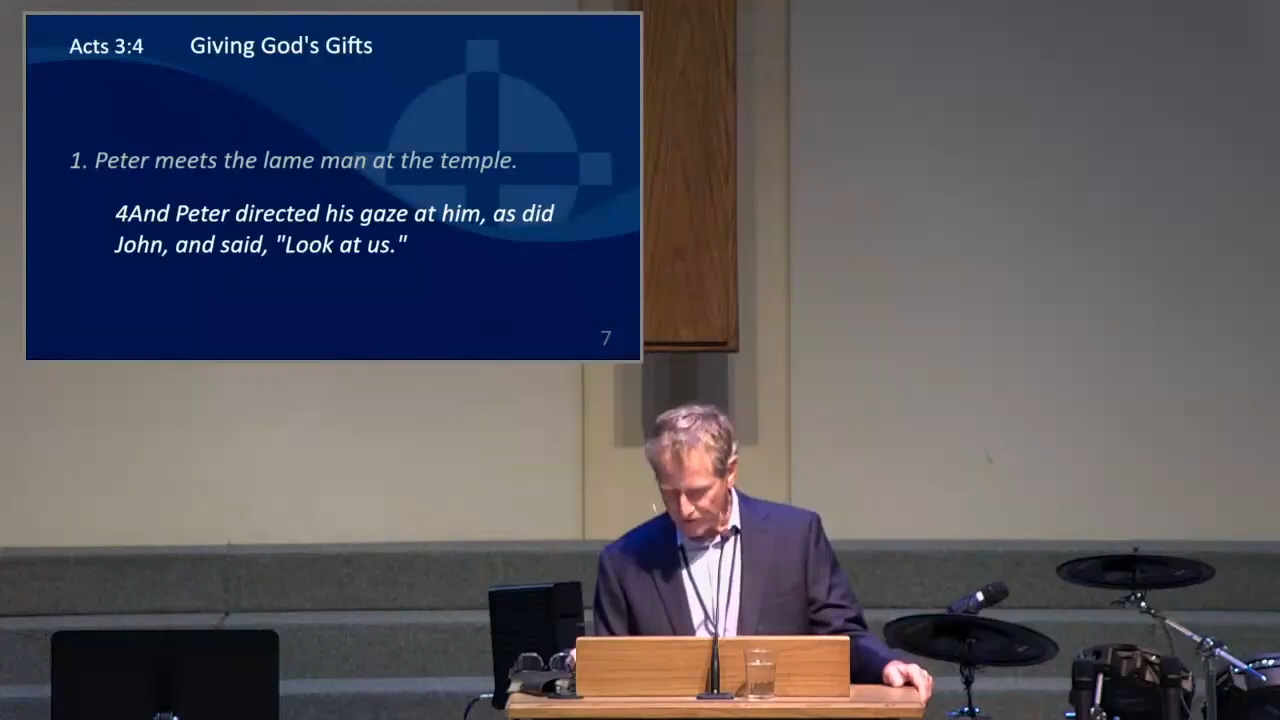 Acts 3:4 Giving God's Gifts
1. Peter meets the lame man at the temple.
4And Peter directed his gaze at him, as did
John, and said, "Look at us."
7